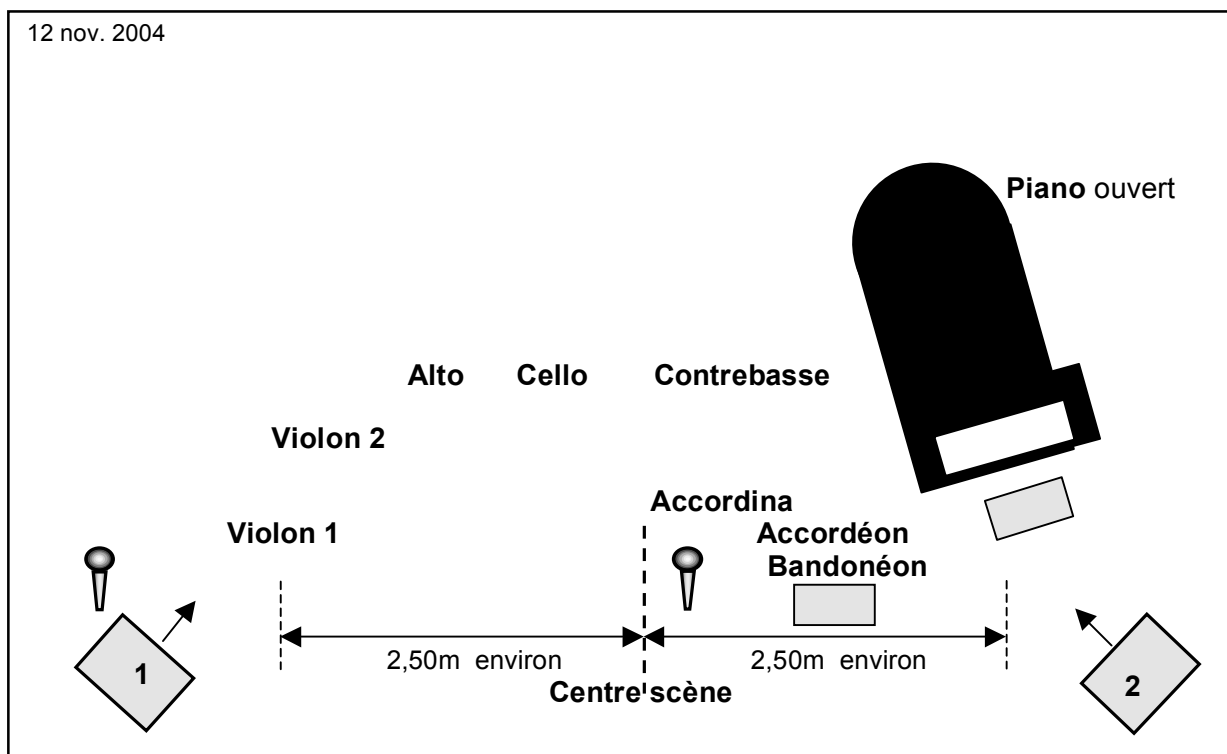 12 nov. 2004
Piano ouvert
Alto Cello Contrebasse
Violon 2
Accordina
Violon 1 Accordéon
Bandonéon
2,50m environ 2,50m environ
1 2
Centre scène